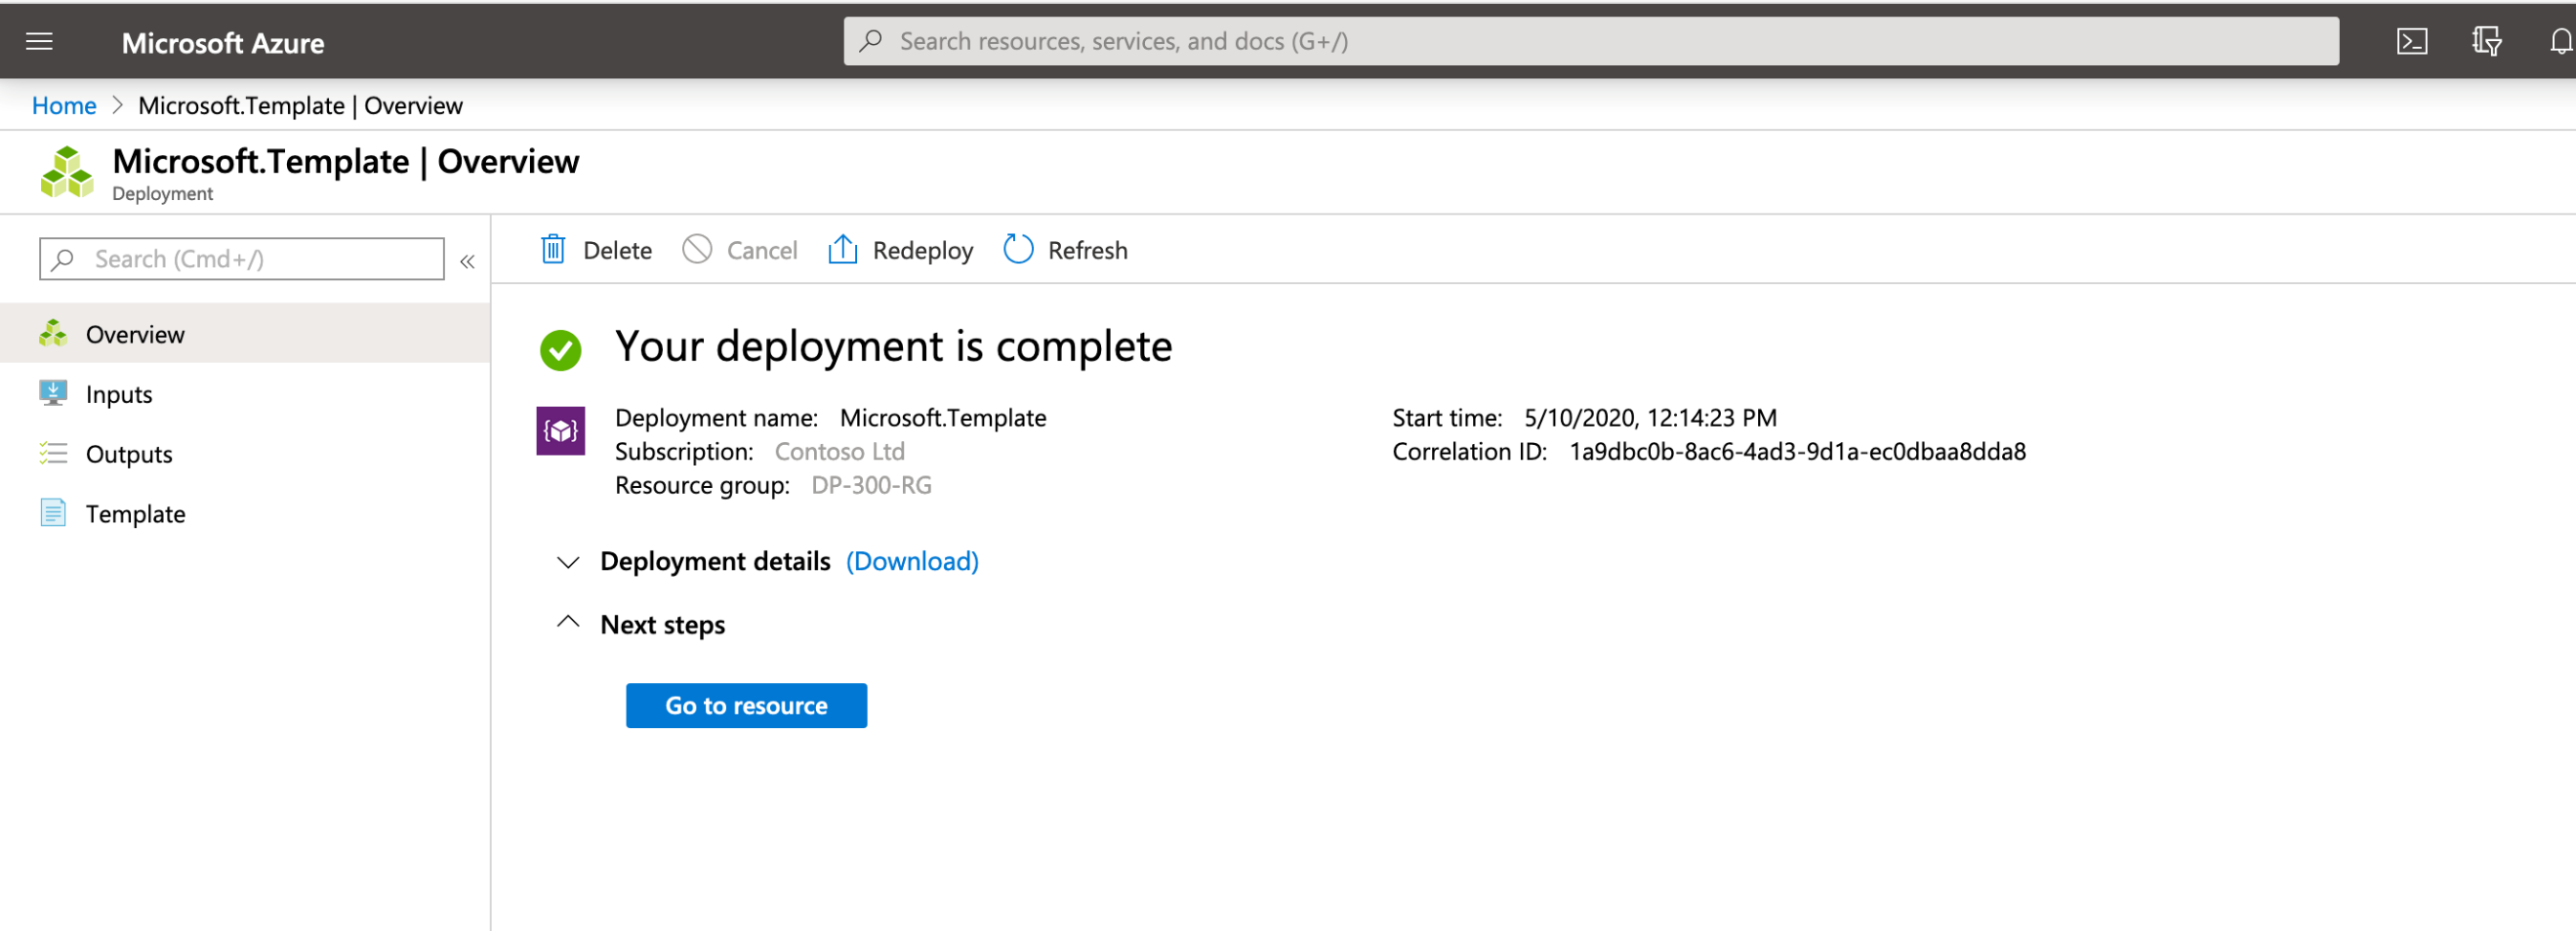 Microsoft Azure
Search resources, services, and docs (G+/)
Home > Microsoft.Template | Overview
Microsoft.Template | Overview
Deployment
Search (Cmd+/)
«
Delete Cancel Redeploy Refresh
Overview
Inputs
Outputs
Template
Your deployment is complete
Deployment name: Microsoft.Template
Subscription: Contoso Ltd
Resource group: DP-300-RG
Start time: 5/10/2020, 12:14:23 PM
Correlation ID: 1a9dbc0b-8ac6-4ad3-9d1a-ec0dbaa8dda8
Deployment details (Download)
Next steps
Go to resource